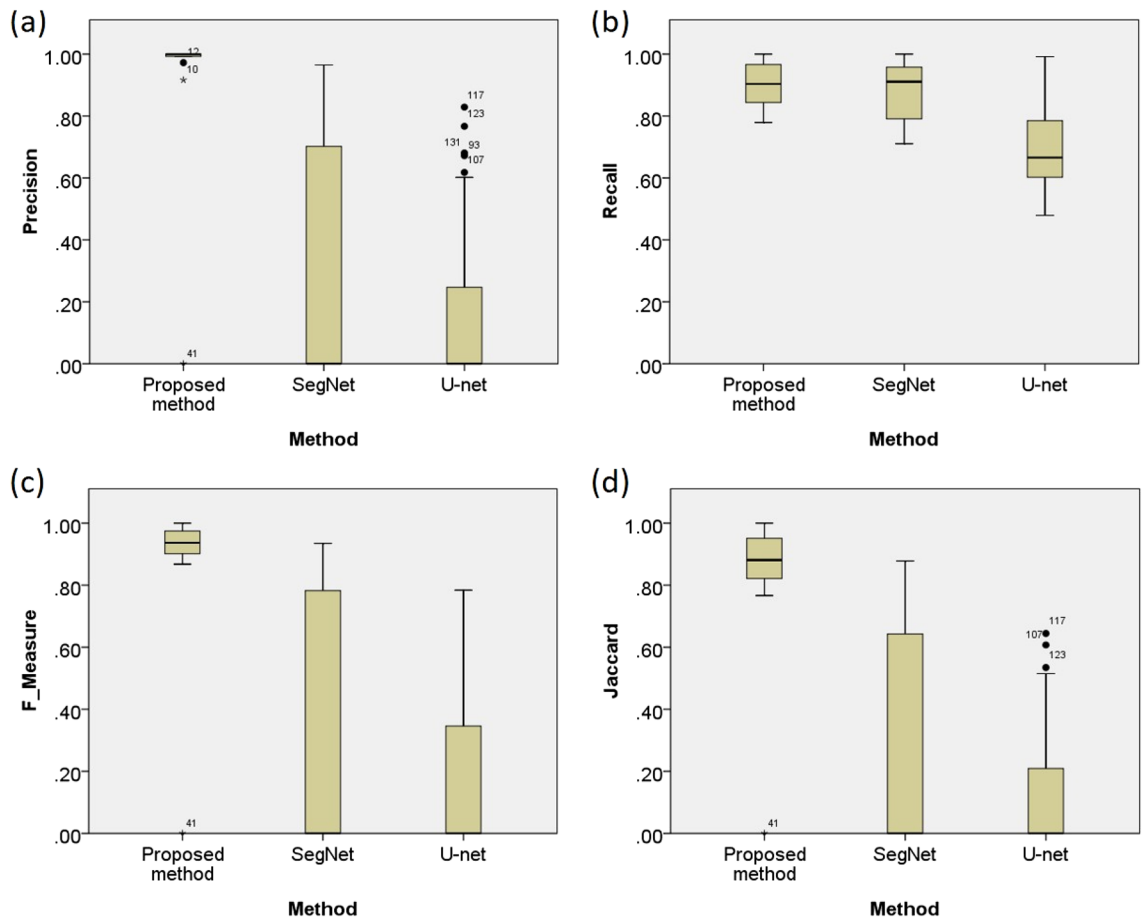 (a)
1.00
.80
.60
.40
.20
.00
Precision
12
10
*
41
117
123
131 93
107
Proposed method
SegNet
U-net
Method
(b)
1.00
.80
.60
.40
.20
.00
Recall
Proposed method
SegNet
U-net
Method
(c)
1.00
.80
.60
.40
.20
.00
F_Measure
41
Proposed method
SegNet
U-net
Method
(d)
1.00
.80
.60
.40
.20
.00
Jaccard
41
117
107
123
Proposed method
SegNet
U-net
Method